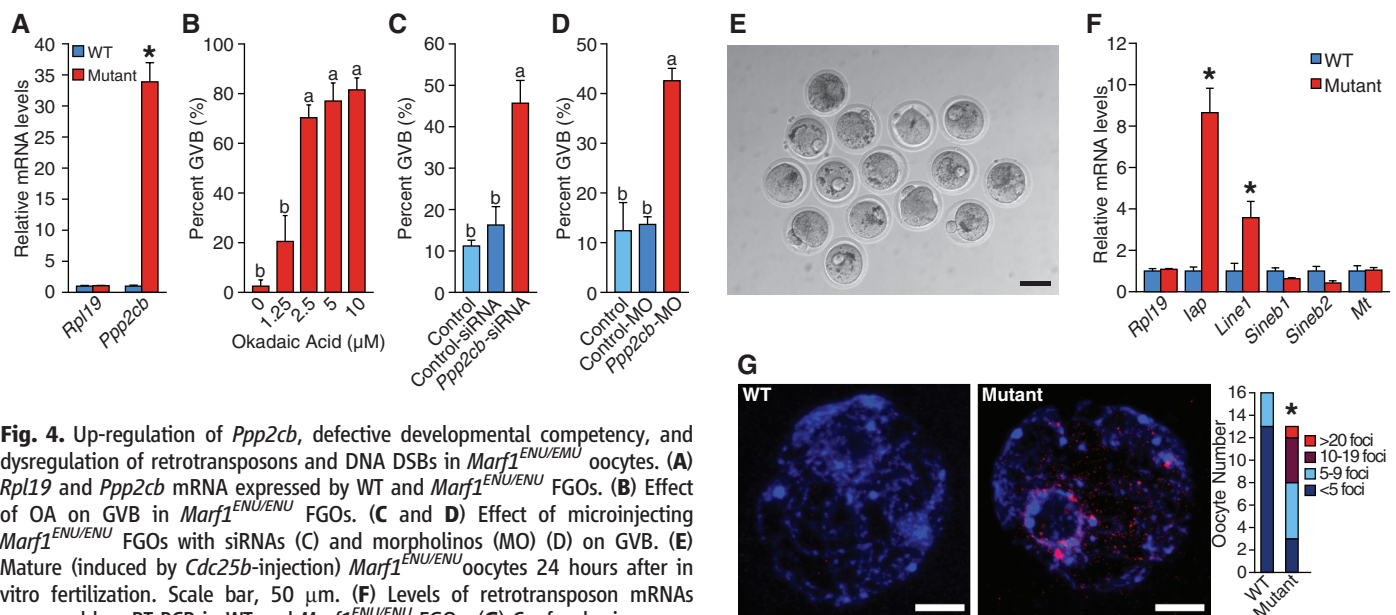 A
Relative mRNA levels
40
35
30
25
20
15
10
5
0
WT
Mutant
*
Rpl19
Ppp2cb
B
Percent GVB (%)
100
80
60
40
20
0
b
b
a
a
a
0
1.25
2.5
5
10
Okadaic Acid (µM)
C
Percent GVB (%)
60
50
40
30
20
10
0
b
b
a
Control
Control-siRNA
Ppp2cb-siRNA
D
Percent GVB (%)
50
40
30
20
10
0
b
b
a
Control
Control-MO
Ppp2cb-MO
E
F
Relative mRNA levels
12
10
8
6
4
2
0
WT
Mutant
*
*
Rpl19
Iap
Line1
Sineb1
Sineb2
Mt
G
WT
Mutant
Oocyte Number
16
14
12
10
8
6
4
2
0
*
>20 foci
10-19 foci
5-9 foci
<5 foci
WT
Mutant
Fig. 4. Up-regulation of Ppp2cb, defective developmental competency, and
dysregulation of retrotransposons and DNA DSBs in Marf1ENU/EMU oocytes. (A)
Rpl19 and Ppp2cb mRNA expressed by WT and Marf1ENU/ENU FGOs. (B) Effect
of OA on GVB in Marf1ENU/ENU FGOs. (C and D) Effect of microinjecting
Marf1ENU/ENU FGOs with siRNAs (C) and morpholinos (MO) (D) on GVB. (E)
Mature (induced by Cdc25b-injection) Marf1ENU/ENU oocytes 24 hours after in
vitro fertilization. Scale bar, 50 µm. (F) Levels of retrotransposon mRNAs